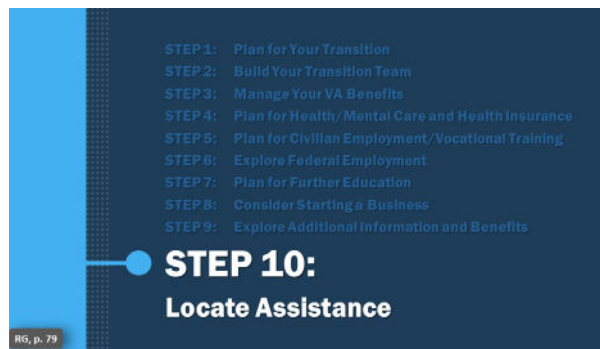 STEP 1: Plan for Your Transition
STEP 2: Build Your Transition Team
STEP 3: Manage Your VA Benefits
STEP 4: Plan for Health/Mental Care and Health Insurance
STEP 5: Plan for Civilian Employment/Vocational Training
STEP 6: Explore Federal Employment
STEP 7: Plan for Further Education
STEP 8: Consider Starting a Business
STEP 9: Explore Additional Information and Benefits
STEP 10:
Locate Assistance
RG, p. 79